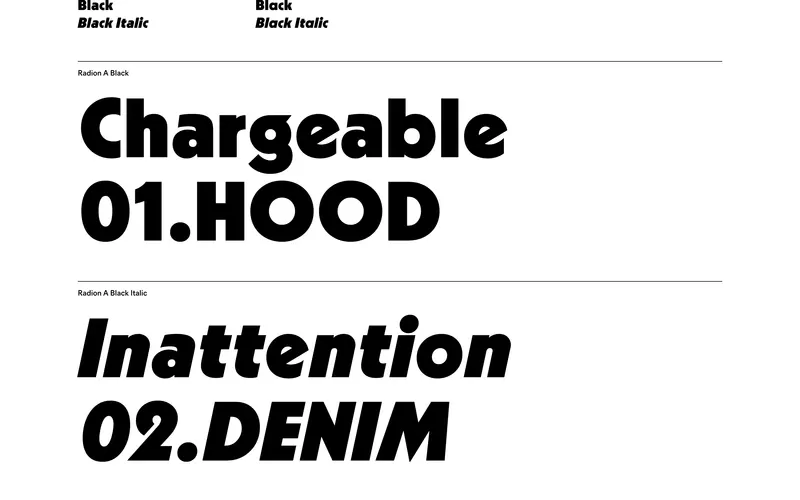 Black
Black
Black Italic
Black Italic
Radion A Black
Chargeable
01.HOOD
Radion A Black Italic
Inattention
02.DENIM